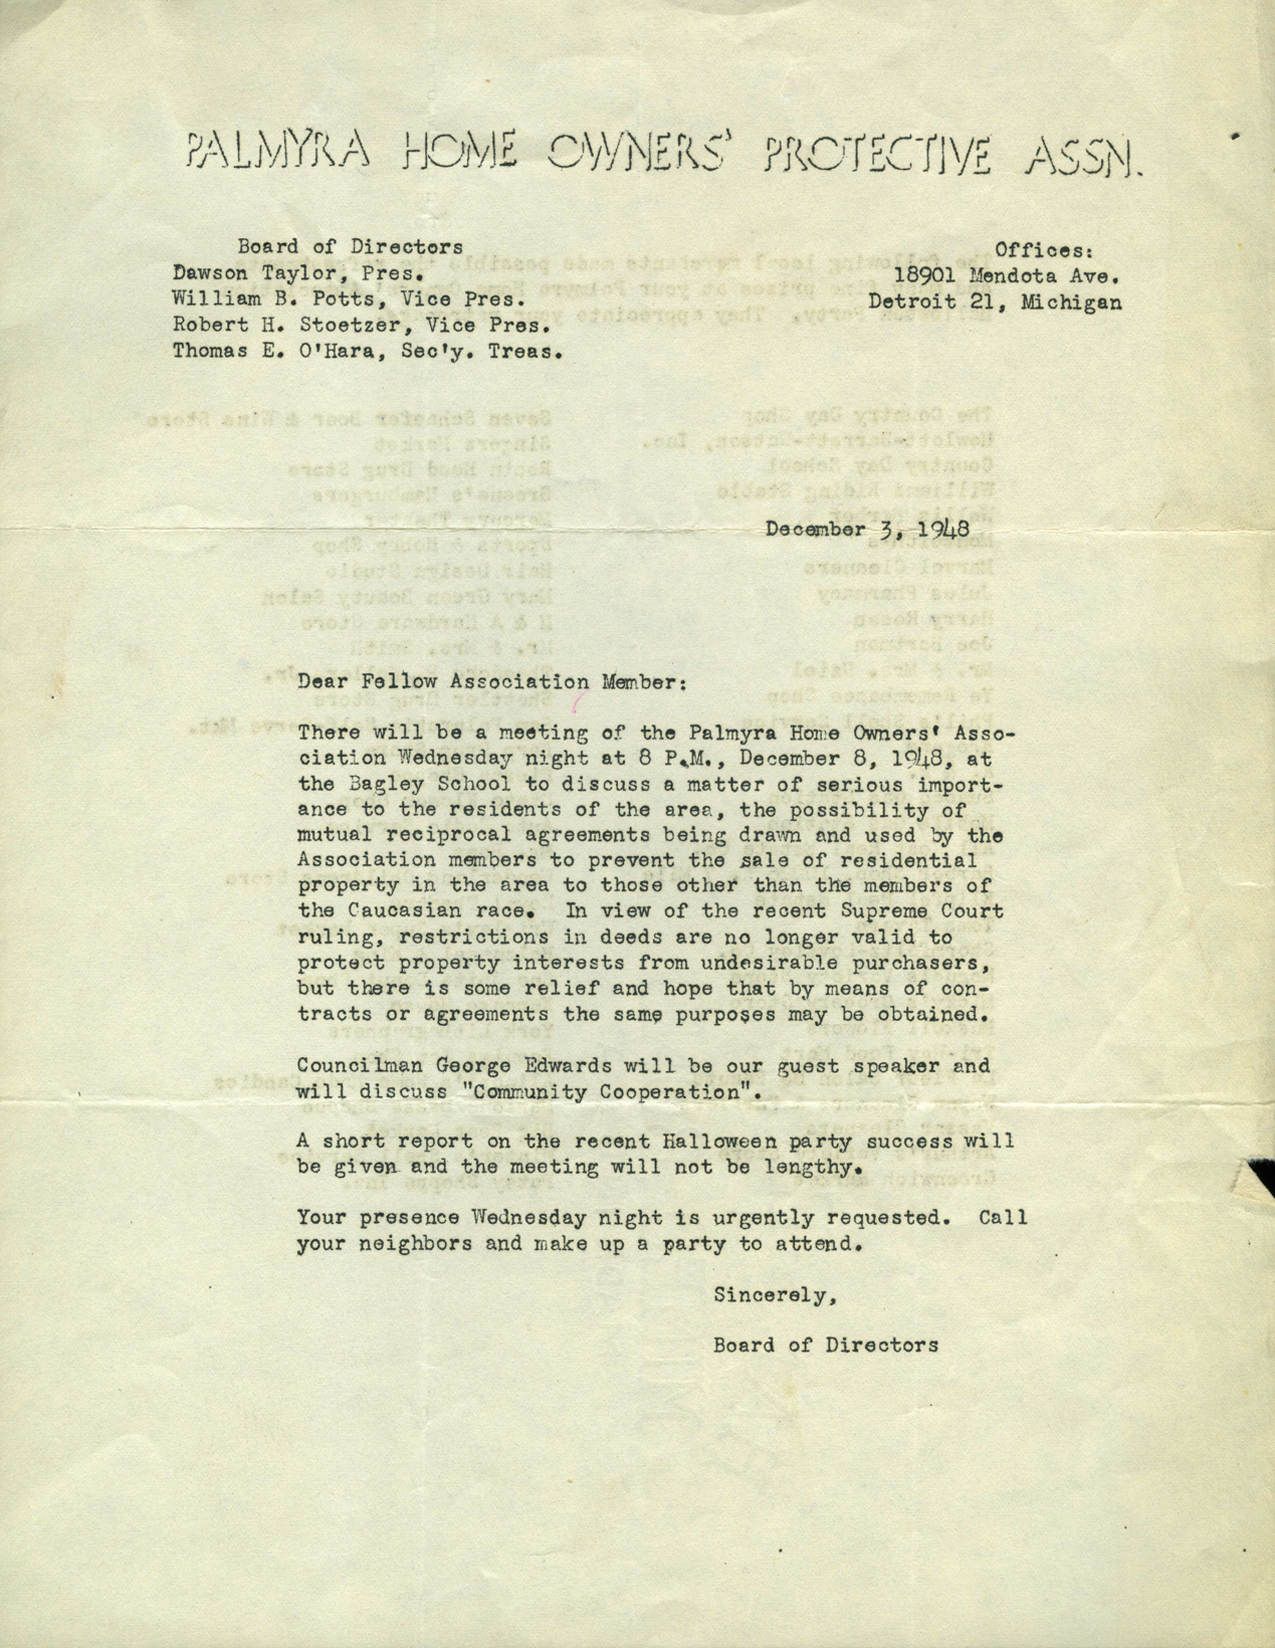 PALMYRA HOME OWNERS' PROTECTIVE ASSN.
Board of Directors
Dawson Taylor, Pres.
William B. Potts, Vice Pres.
Robert H. Stoetzer, Vice Pres.
Thomas E. O'Hara, Sec'y. Treas.
Offices:
18901 Mendota Ave.
Detroit 21, Michigan
December 3, 1948
Dear Fellow Association Member:
There will be a meeting of the Palmyra Home Owners' Asso-
ciation Wednesday night at 8 P.M., December 8, 1948, at
the Bagley School to discuss a matter of serious import-
ance to the residents of the area, the possibility of
mutual reciprocal agreements being drawn and used by the
Association members to prevent the sale of residential
property in the area to those other than the members of
the Caucasian race.  In view of the recent Supreme Court
ruling, restrictions in deeds are no longer valid to
protect property interests from undesirable purchasers,
but there is some relief and hope that by means of con-
tracts or agreements the same purposes may be obtained.
Councilman George Edwards will be our guest speaker and
will discuss "Community Cooperation".
A short report on the recent Halloween party success will
be given and the meeting will not be lengthy.
Your presence Wednesday night is urgently requested.  Call
your neighbors and make up a party to attend.
Sincerely,
Board of Directors